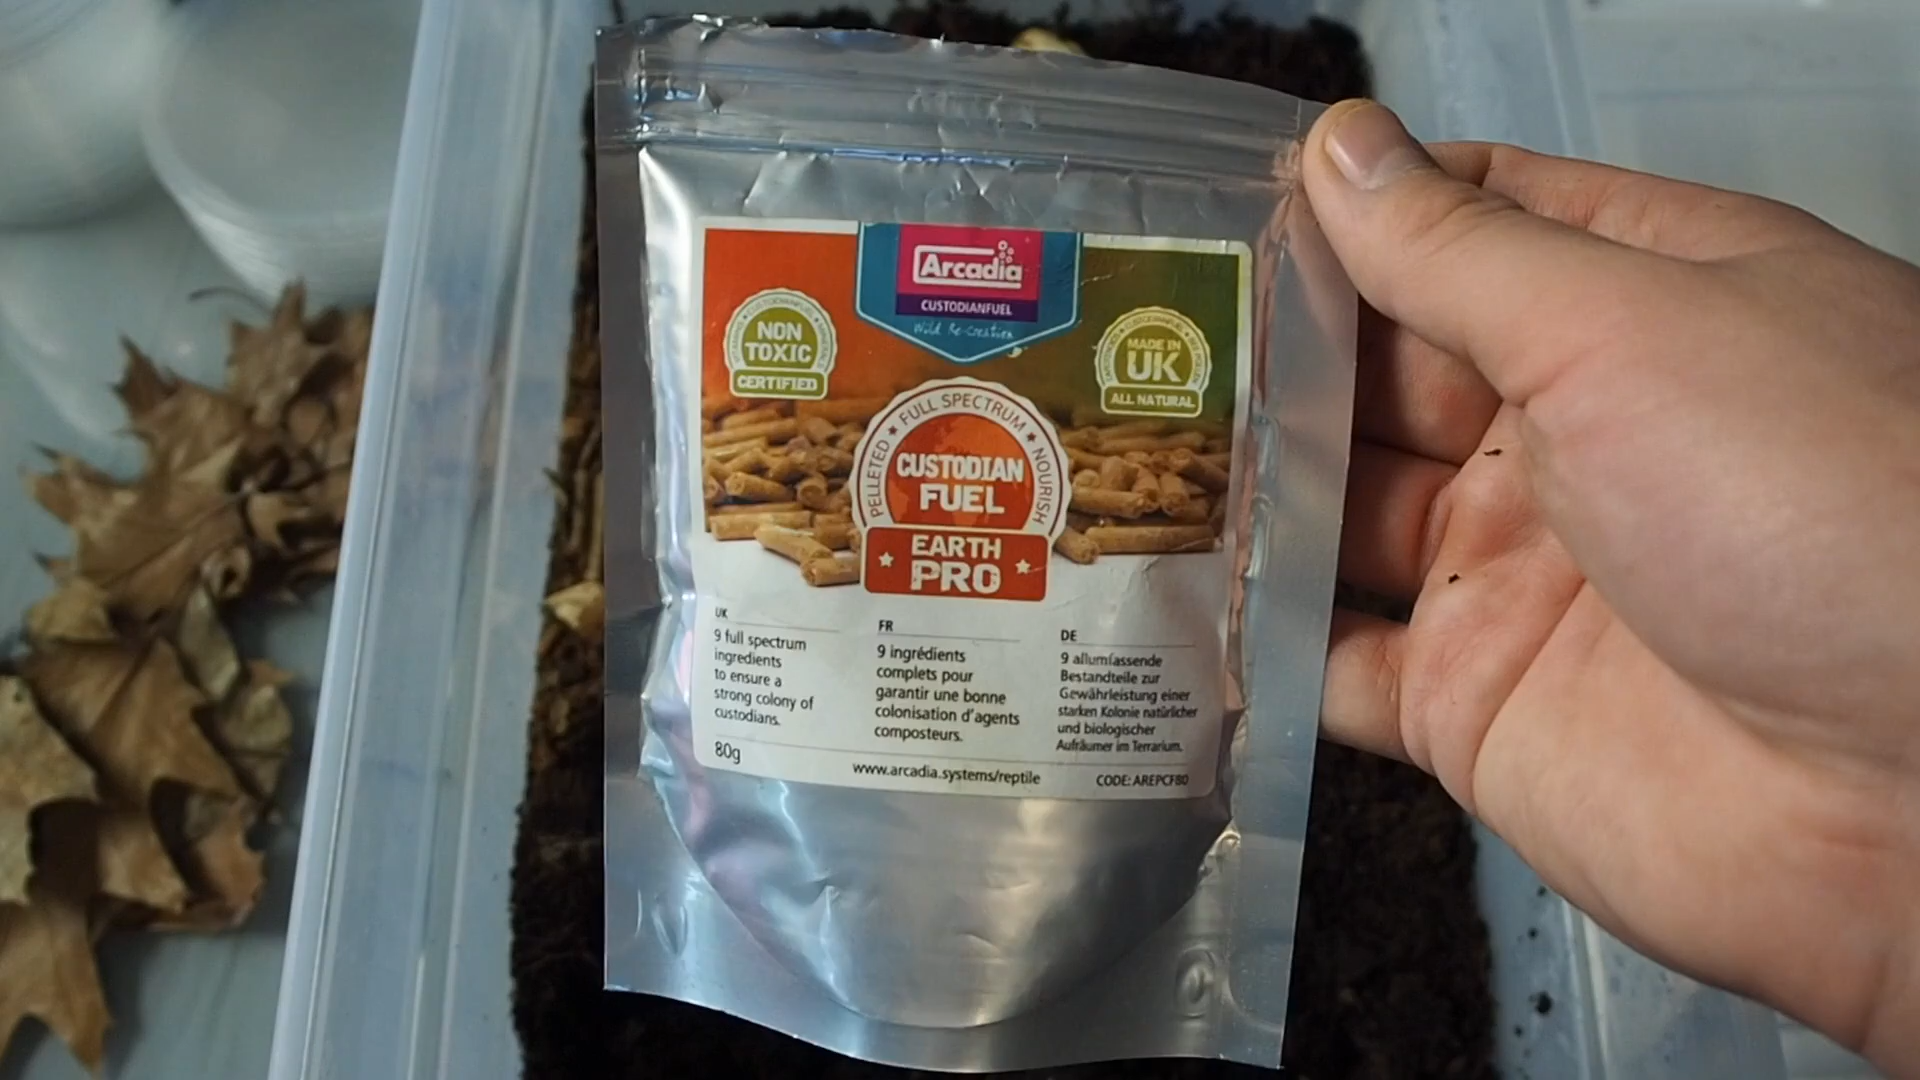 Arcadia
CUSTODIANFUEL
Wild Re-Creation
NON
TOXIC
CERTIFIED
MADE IN
UK
ALL NATURAL
PELLETED ★ FULL SPECTRUM ★ NOURISH
CUSTODIAN
FUEL
EARTH
PRO
UK
9 full spectrum
ingredients
to ensure a
strong colony of
custodians.
FR
9 ingrédients
complets pour
garantir une bonne
colonisation d'agents
composteurs.
DE
9 allumfassende
Bestandteile zur
Gewährleistung einer
starken Kolonie natürlicher
und biologischer
Aufräumer im Terrarium.
80g
www.arcadia.systems/reptile
CODE: AREPCF80